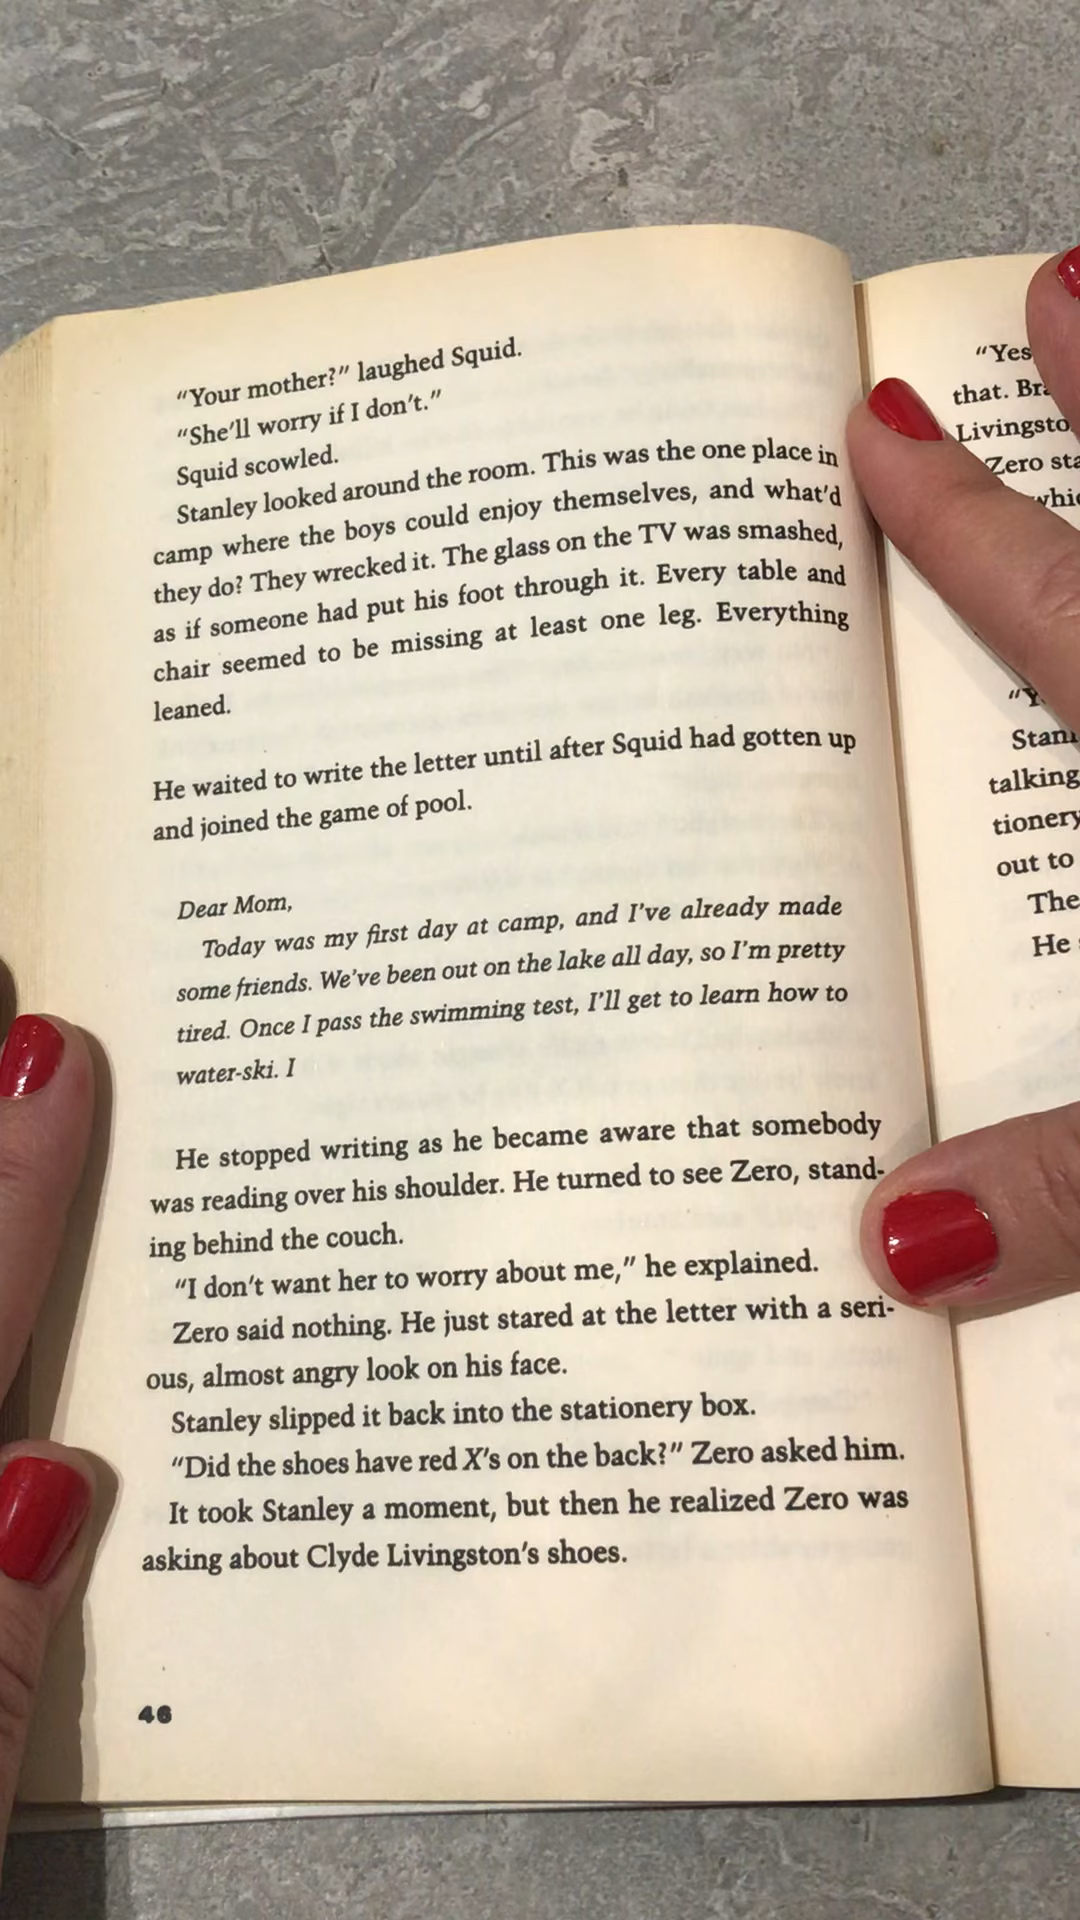 “Your mother?” laughed Squid.
“She’ll worry if I don’t.”
Squid scowled.
Stanley looked around the room. This was the one place in
camp where the boys could enjoy themselves, and what’d
they do? They wrecked it. The glass on the TV was smashed,
as if someone had put his foot through it. Every table and
chair seemed to be missing at least one leg. Everything
leaned.
He waited to write the letter until after Squid had gotten up
and joined the game of pool.
Dear Mom,
Today was my first day at camp, and I’ve already made
some friends. We’ve been out on the lake all day, so I’m pretty
tired. Once I pass the swimming test, I’ll get to learn how to
water-ski. I
He stopped writing as he became aware that somebody
was reading over his shoulder. He turned to see Zero, stand-
ing behind the couch.
“I don’t want her to worry about me,” he explained.
Zero said nothing. He just stared at the letter with a seri-
ous, almost angry look on his face.
Stanley slipped it back into the stationery box.
“Did the shoes have red X’s on the back?” Zero asked him.
It took Stanley a moment, but then he realized Zero was
asking about Clyde Livingston’s shoes.
46
“Yes
that.
Zero
talking
tionery
out to
The
He